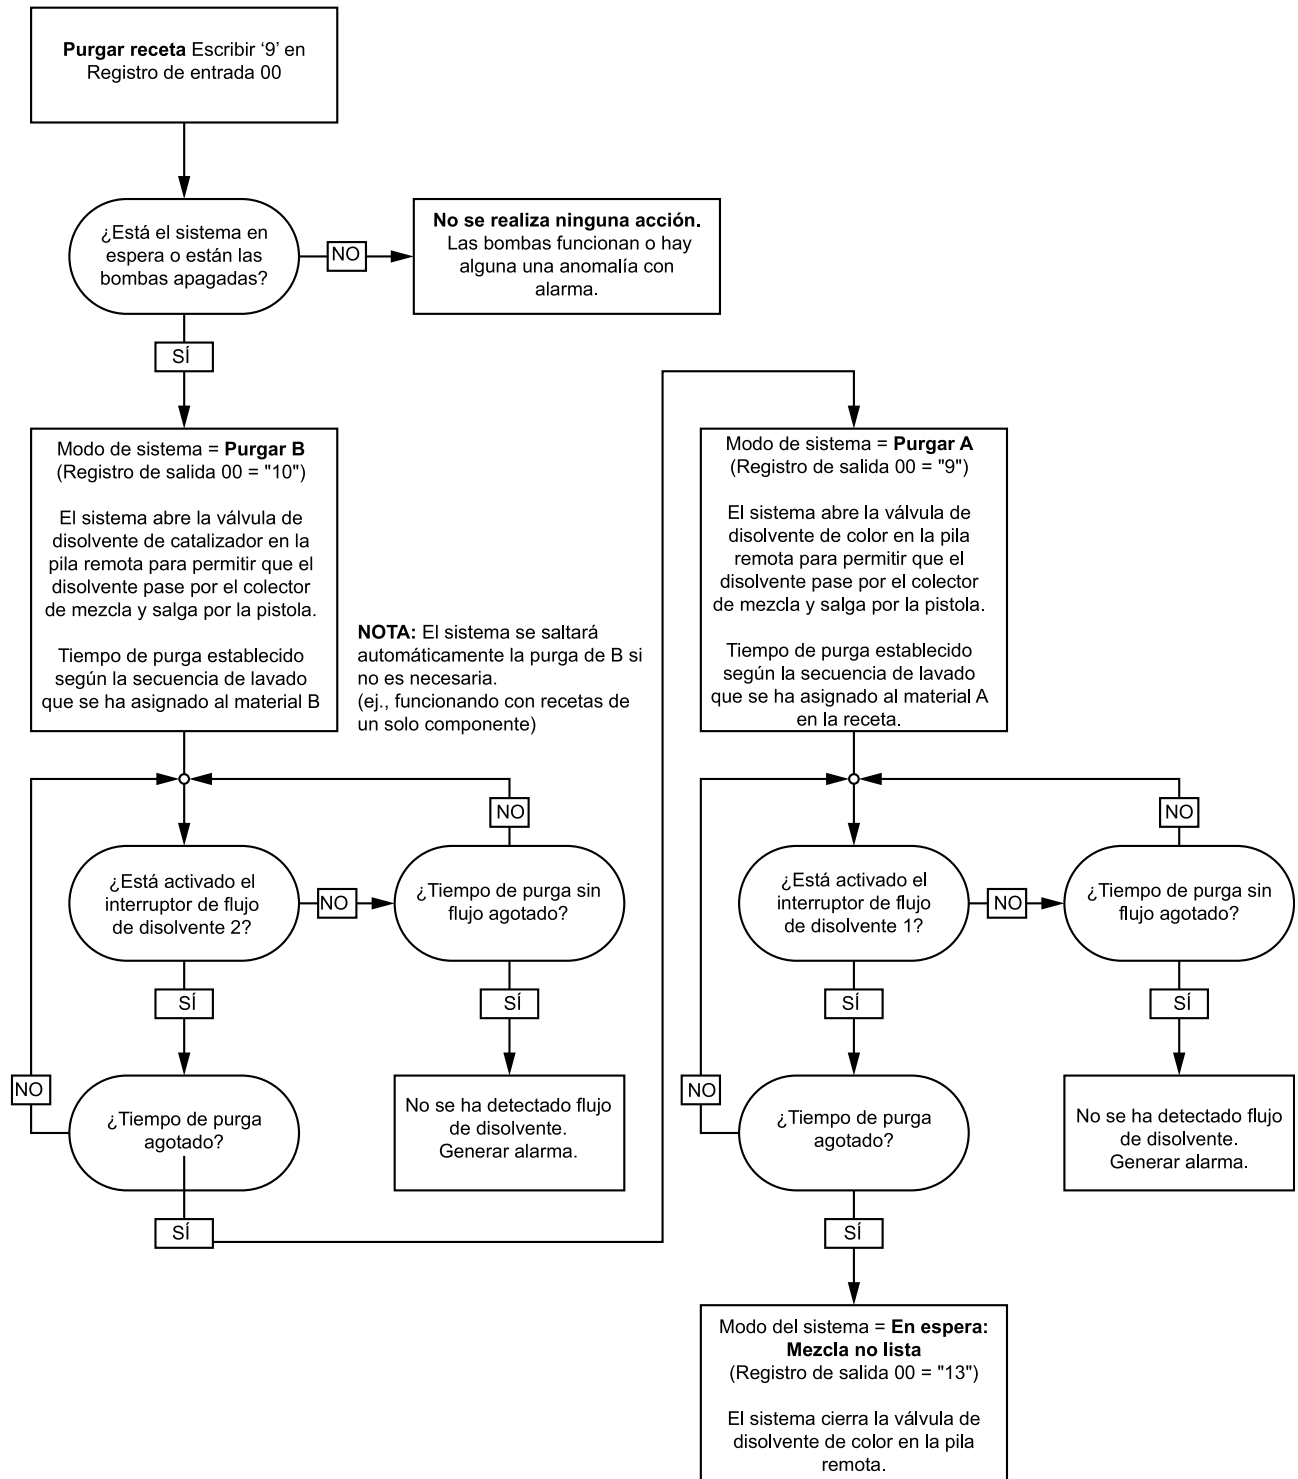 Purgar receta Escribir ‘9’ en
Registro de entrada 00
¿Está el sistema en
espera o están las
bombas apagadas?
NO
No se realiza ninguna acción.
Las bombas funcionan o hay
alguna una anomalía con
alarma.
SÍ
Modo de sistema = Purgar B
(Registro de salida 00 = "10")
El sistema abre la válvula de
disolvente de catalizador en la
pila remota para permitir que el
disolvente pase por el colector
de mezcla y salga por la pistola.
Tiempo de purga establecido
según la secuencia de lavado
que se ha asignado al material B
NOTA: El sistema se saltará
automáticamente la purga de B si
no es necesaria.
(ej., funcionando con recetas de
un solo componente)
NO
¿Está activado el
interruptor de flujo
de disolvente 2?
NO
¿Tiempo de purga sin
flujo agotado?
SÍ
SÍ
NO
¿Tiempo de purga
agotado?
No se ha detectado flujo
de disolvente.
Generar alarma.
SÍ
Modo de sistema = Purgar A
(Registro de salida 00 = "9")
El sistema abre la válvula de
disolvente de color en la pila
remota para permitir que el
disolvente pase por el colector
de mezcla y salga por la pistola.
Tiempo de purga establecido
según la secuencia de lavado
que se ha asignado al material A
en la receta.
NO
¿Está activado el
interruptor de flujo
de disolvente 1?
NO
¿Tiempo de purga sin
flujo agotado?
SÍ
SÍ
NO
¿Tiempo de purga
agotado?
No se ha detectado flujo
de disolvente.
Generar alarma.
SÍ
Modo del sistema = En espera:
Mezcla no lista
(Registro de salida 00 = "13")
El sistema cierra la válvula de
disolvente de color en la pila
remota.